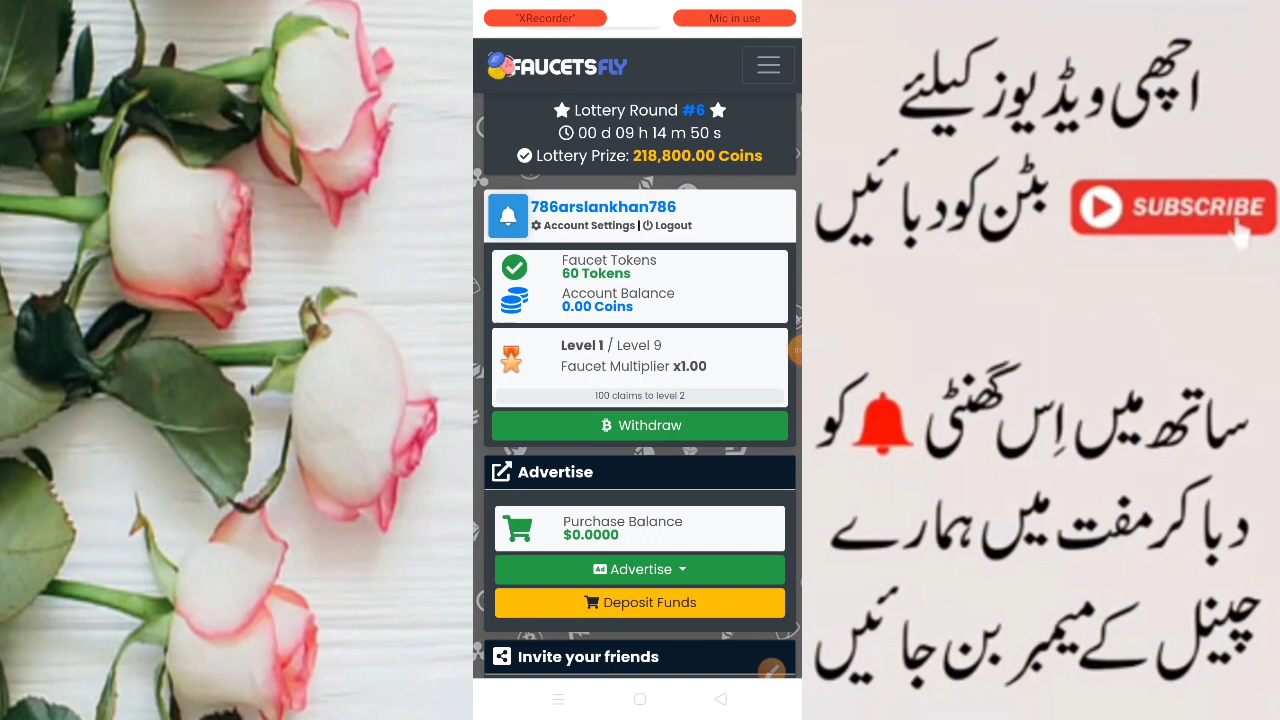 "XRecorder"
Mic in use
FAUCETSFLY
Lottery Round #6
00 d 09 h 14 m 50 s
Lottery Prize: 218,800.00 Coins
786arslankhan786
Account Settings | Logout
Faucet Tokens
60 Tokens
Account Balance
0.00 Coins
Level 1 / Level 9
Faucet Multiplier x1.00
100 claims to level 2
Withdraw
Advertise
Purchase Balance
$0.0000
Ad Advertise
Deposit Funds
Invite your friends
اچھی ویڈیوز کیلئے
بٹن کو دبائیں SUBSCRIBE
ساتھ میں اِس گھنٹی کو
دبا کر مفت میں ہمارے
چینل کے میمبر بن جائیں